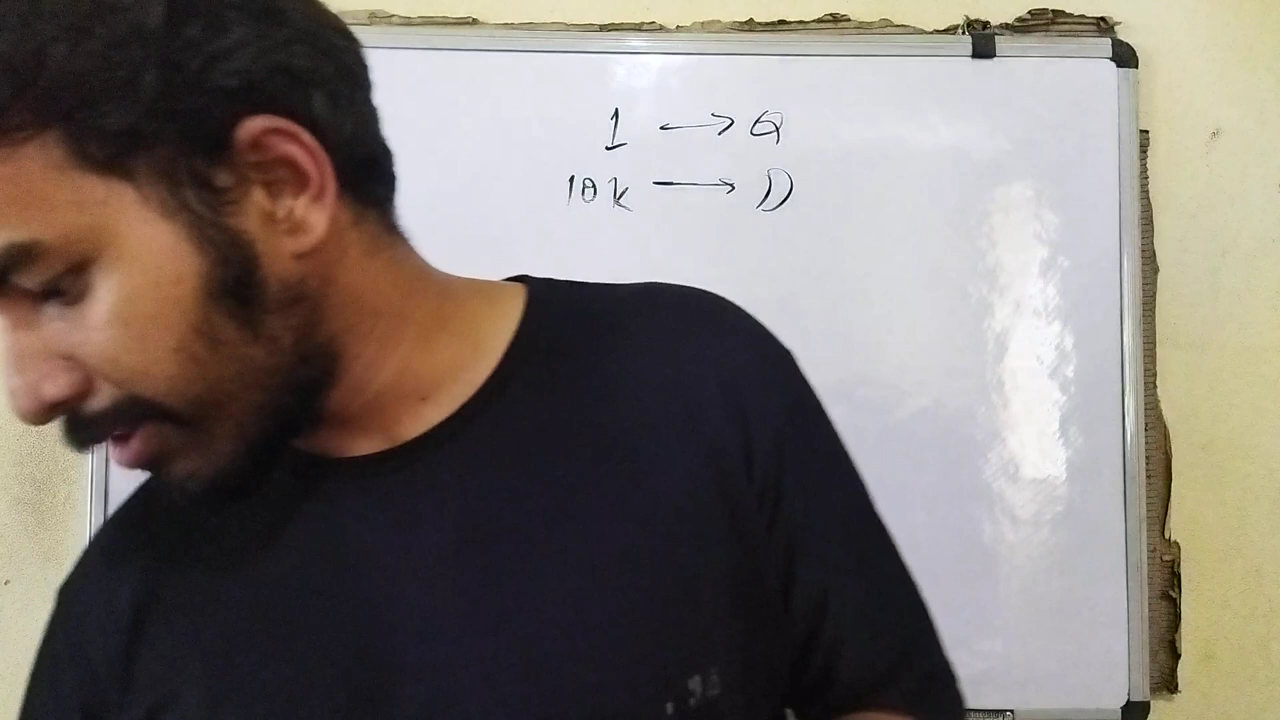 1 → Q
10k → D